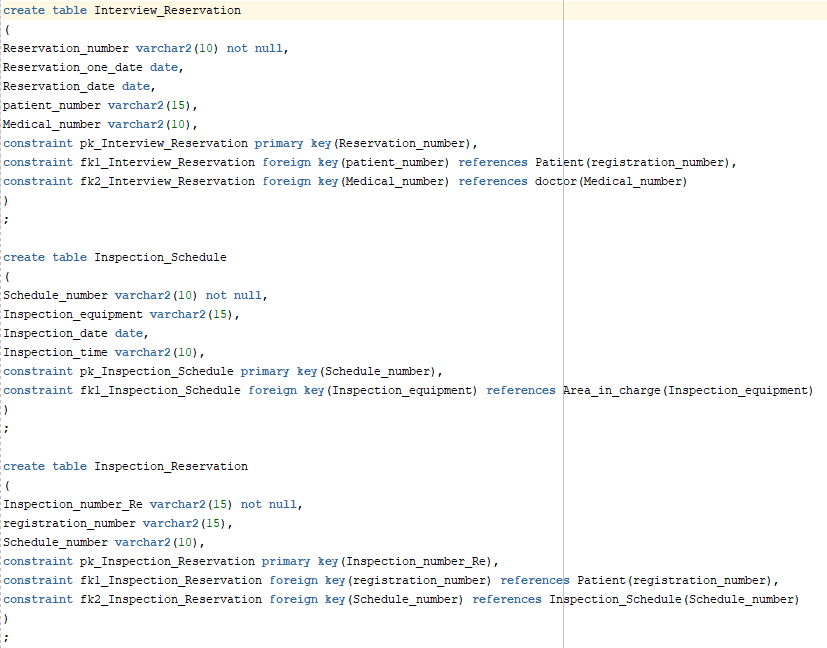 create table Interview_Reservation
(
Reservation_number varchar2(10) not null,
Reservation_one_date date,
Reservation_date date,
patient_number varchar2(15),
Medical_number varchar2(10),
constraint pk_Interview_Reservation primary key(Reservation_number),
constraint fk1_Interview_Reservation foreign key(patient_number) references Patient(registration_number),
constraint fk2_Interview_Reservation foreign key(Medical_number) references doctor(Medical_number)
)
;
create table Inspection_Schedule
(
Schedule_number varchar2(10) not null,
Inspection_equipment varchar2(15),
Inspection_date date,
Inspection_time varchar2(10),
constraint pk_Inspection_Schedule primary key(Schedule_number),
constraint fk1_Inspection_Schedule foreign key(Inspection_equipment) references Area_in_charge(Inspection_equipment)
)
;
create table Inspection_Reservation
(
Inspection_number_Re varchar2(15) not null,
registration_number varchar2(15),
Schedule_number varchar2(10),
constraint pk_Inspection_Reservation primary key(Inspection_number_Re),
constraint fk1_Inspection_Reservation foreign key(registration_number) references Patient(registration_number),
constraint fk2_Inspection_Reservation foreign key(Schedule_number) references Inspection_Schedule(Schedule_number)
)
;